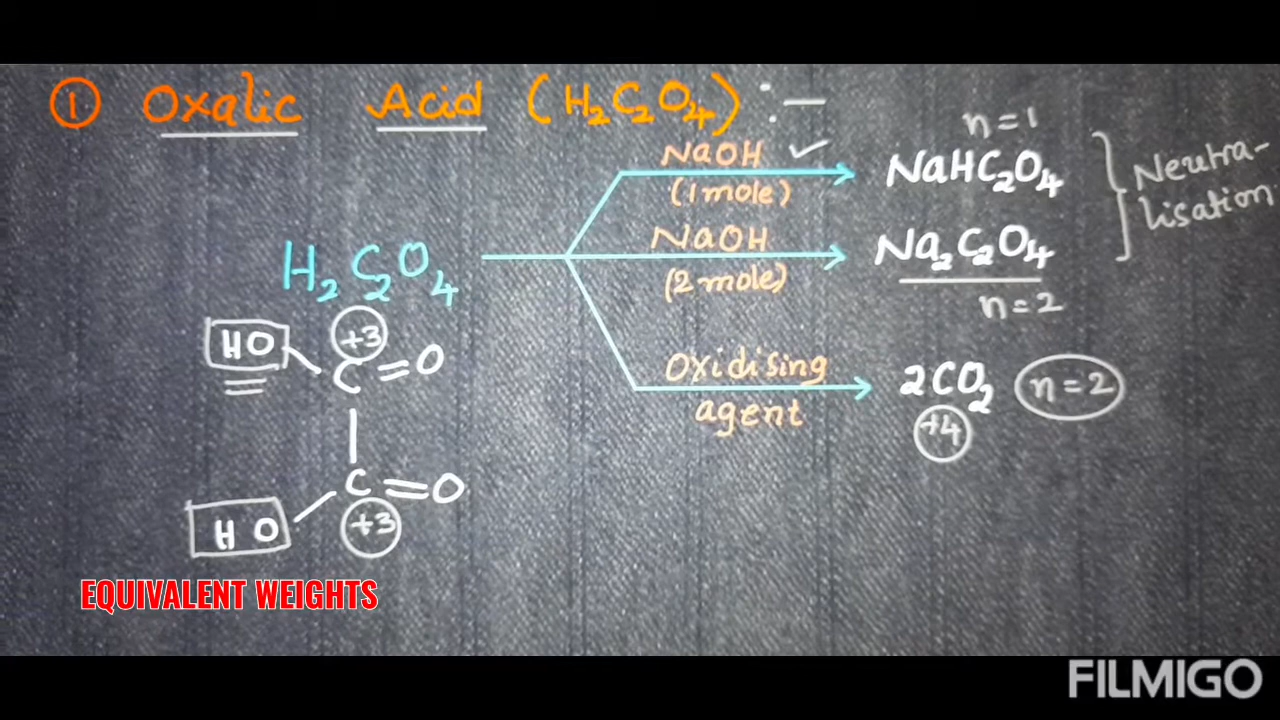 ① Oxalic Acid (H₂C₂O₄) :—
n = 1
NaOH ✓
(1 mole)
NaHC₂O₄
Neutra-
lisation
H₂C₂O₄
NaOH
(2 mole)
Na₂C₂O₄
n = 2
HO
+3
C = O
Oxidising
agent
2CO₂
n = 2
+4
C = O
HO
+3
EQUIVALENT WEIGHTS
FILMIGO